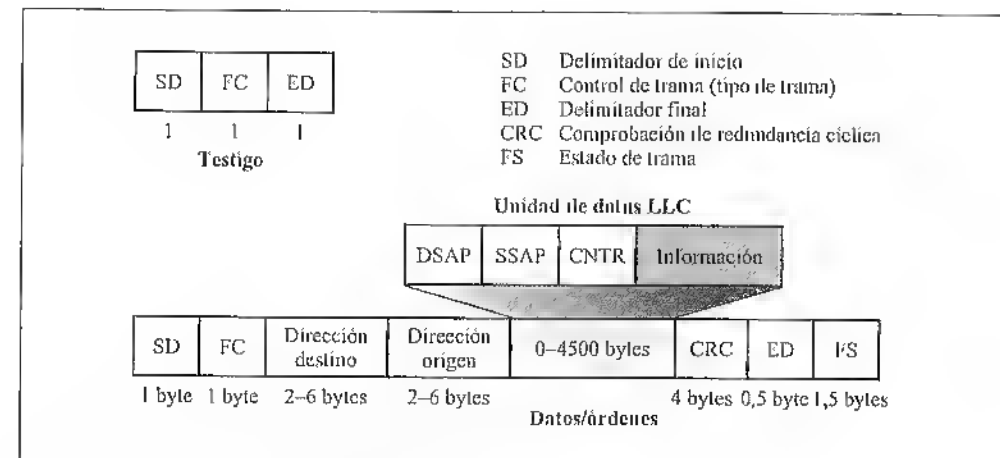 SD FC ED
1 1 1
Testigo
SD Delimitador de inicio
FC Control de trama (tipo de trama)
ED Delimitador final
CRC Comprobación de redundancia cíclica
FS Estado de trama
Unidad de datos LLC
DSAP SSAP CNTR Información
SD FC Dirección destino Dirección origen 0–4500 bytes CRC ED FS
1 byte 1 byte 2–6 bytes 2–6 bytes 4 bytes 0,5 byte 1,5 bytes
Datos/órdenes